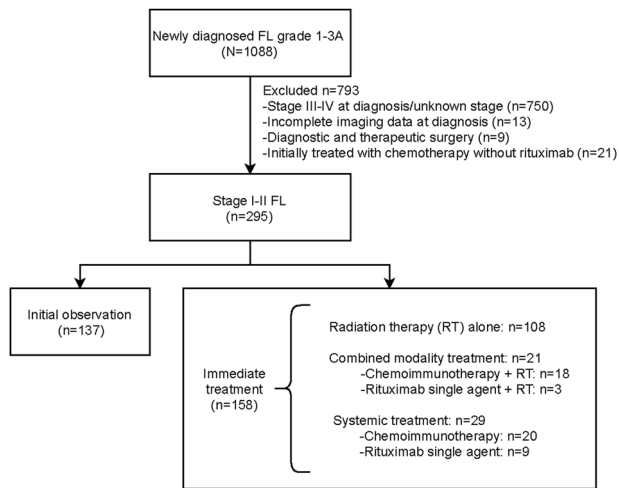 Newly diagnosed FL grade 1-3A
(N=1088)
Excluded n=793
-Stage III-IV at diagnosis/unknown stage (n=750)
-Incomplete imaging data at diagnosis (n=13)
-Diagnostic and therapeutic surgery (n=9)
-Initially treated with chemotherapy without rituximab (n=21)
Stage I-II FL
(n=295)
Initial observation
(n=137)
Immediate
treatment
(n=158)
Radiation therapy (RT) alone: n=108
Combined modality treatment: n=21
-Chemoimmunotherapy + RT: n=18
-Rituximab single agent + RT: n=3
Systemic treatment: n=29
-Chemoimmunotherapy: n=20
-Rituximab single agent: n=9